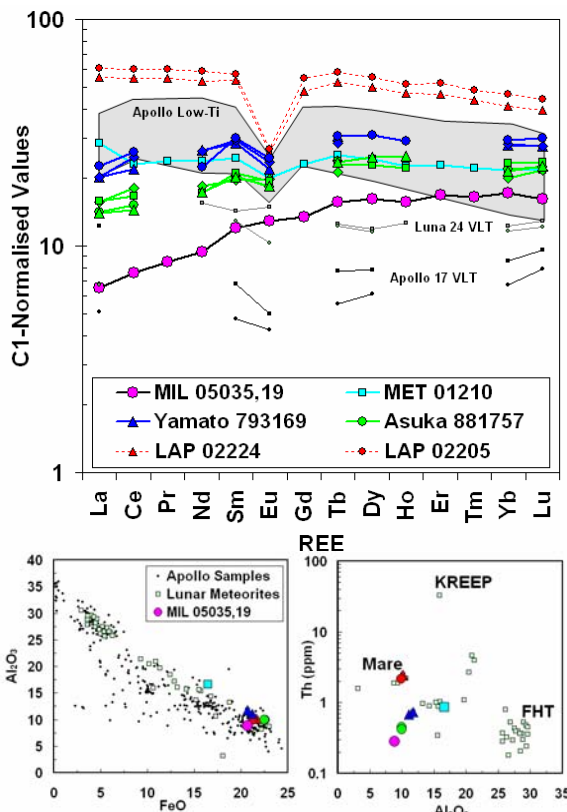 100
10
1
C1-Normalised Values
Apollo Low-Ti
Luna 24 VLT
Apollo 17 VLT
MIL 05035,19 MET 01210
Yamato 793169 Asuka 881757
LAP 02224 LAP 02205
La Ce Pr Nd Sm Eu Gd Tb Dy Ho Er Tm Yb Lu
REE
40
35
30
25
20
15
10
5
0
Al₂O₃
Apollo Samples
Lunar Meteorites
MIL 05035,19
0 5 10 15 20 25
FeO
100
10
1
0.1
Th (ppm)
KREEP
Mare
FHT
0 5 10 15 20 25 30 35